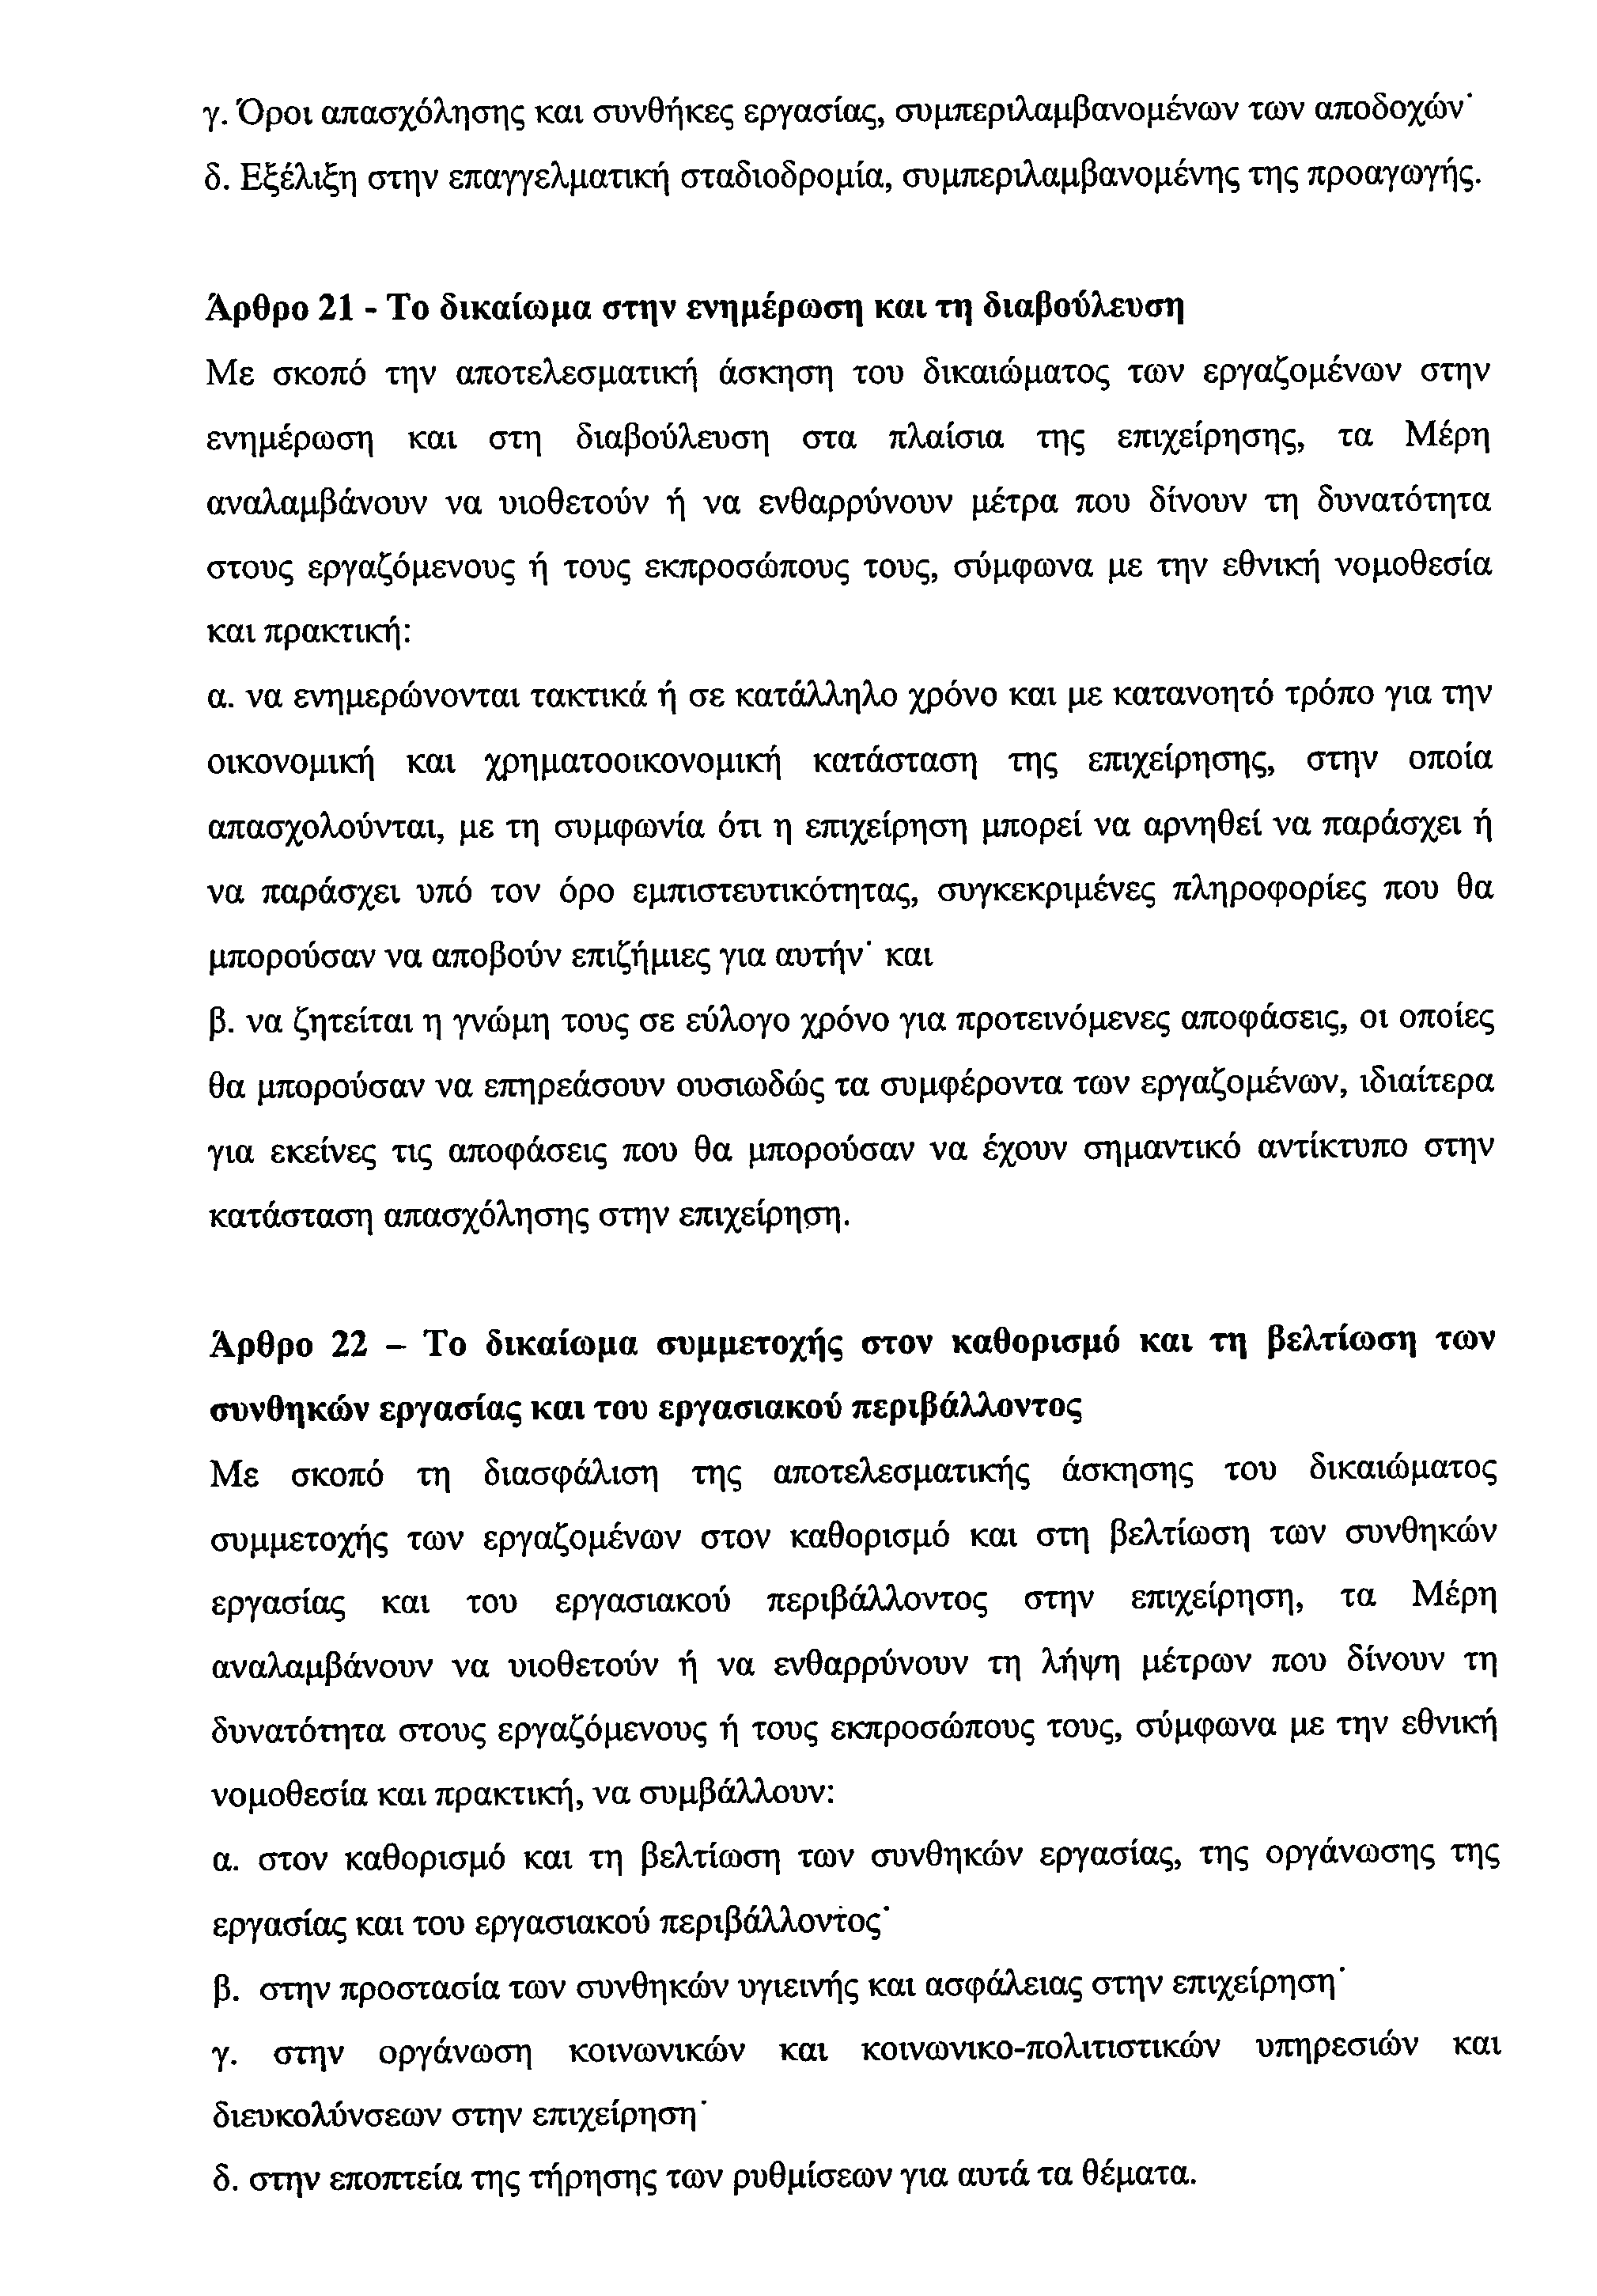 γ. Όροι απασχόλησης και συνθήκες εργασίας, συμπεριλαμβανομένων των αποδοχών˙
δ. Εξέλιξη στην επαγγελματική σταδιοδρομία, συμπεριλαμβανομένης της προαγωγής.
Άρθρο 21 - Το δικαίωμα στην ενημέρωση και τη διαβούλευση
Με σκοπό την αποτελεσματική άσκηση του δικαιώματος των εργαζομένων στην
ενημέρωση και στη διαβούλευση στα πλαίσια της επιχείρησης, τα Μέρη
αναλαμβάνουν να υιοθετούν ή να ενθαρρύνουν μέτρα που δίνουν τη δυνατότητα
στους εργαζόμενους ή τους εκπροσώπους τους, σύμφωνα με την εθνική νομοθεσία
και πρακτική:
α. να ενημερώνονται τακτικά ή σε κατάλληλο χρόνο και με κατανοητό τρόπο για την
οικονομική και χρηματοοικονομική κατάσταση της επιχείρησης, στην οποία
απασχολούνται, με τη συμφωνία ότι η επιχείρηση μπορεί να αρνηθεί να παράσχει ή
να παράσχει υπό τον όρο εμπιστευτικότητας, συγκεκριμένες πληροφορίες που θα
μπορούσαν να αποβούν επιζήμιες για αυτήν˙ και
β. να ζητείται η γνώμη τους σε εύλογο χρόνο για προτεινόμενες αποφάσεις, οι οποίες
θα μπορούσαν να επηρεάσουν ουσιωδώς τα συμφέροντα των εργαζομένων, ιδιαίτερα
για εκείνες τις αποφάσεις που θα μπορούσαν να έχουν σημαντικό αντίκτυπο στην
κατάσταση απασχόλησης στην επιχείρηση.
Άρθρο 22 – Το δικαίωμα συμμετοχής στον καθορισμό και τη βελτίωση των
συνθηκών εργασίας και του εργασιακού περιβάλλοντος
Με σκοπό τη διασφάλιση της αποτελεσματικής άσκησης του δικαιώματος
συμμετοχής των εργαζομένων στον καθορισμό και στη βελτίωση των συνθηκών
εργασίας και του εργασιακού περιβάλλοντος στην επιχείρηση, τα Μέρη
αναλαμβάνουν να υιοθετούν ή να ενθαρρύνουν τη λήψη μέτρων που δίνουν τη
δυνατότητα στους εργαζόμενους ή τους εκπροσώπους τους, σύμφωνα με την εθνική
νομοθεσία και πρακτική, να συμβάλλουν:
α. στον καθορισμό και τη βελτίωση των συνθηκών εργασίας, της οργάνωσης της
εργασίας και του εργασιακού περιβάλλοντος˙
β. στην προστασία των συνθηκών υγιεινής και ασφάλειας στην επιχείρηση˙
γ. στην οργάνωση κοινωνικών και κοινωνικο-πολιτιστικών υπηρεσιών και
διευκολύνσεων στην επιχείρηση˙
δ. στην εποπτεία της τήρησης των ρυθμίσεων για αυτά τα θέματα.